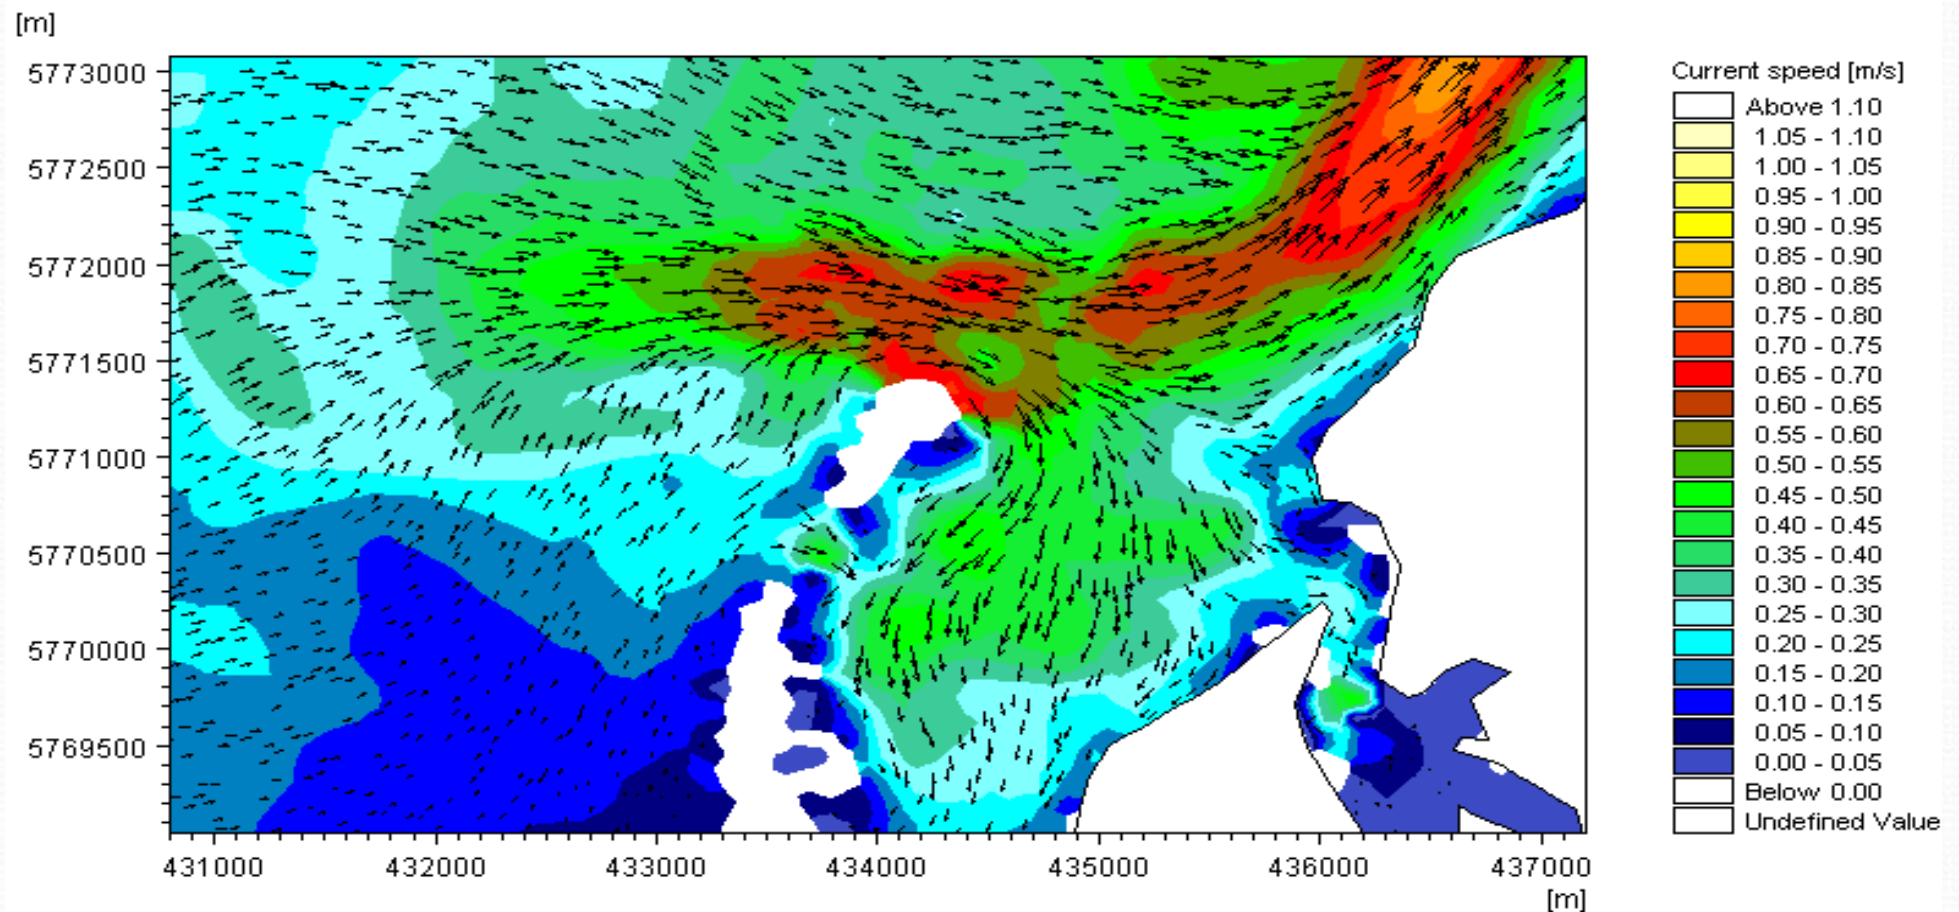 [m]
5773000
5772500
5772000
5771500
5771000
5770500
5770000
5769500
431000 432000 433000 434000 435000 436000 437000
[m]
Current speed [m/s]
Above 1.10
1.05 - 1.10
1.00 - 1.05
0.95 - 1.00
0.90 - 0.95
0.85 - 0.90
0.80 - 0.85
0.75 - 0.80
0.70 - 0.75
0.65 - 0.70
0.60 - 0.65
0.55 - 0.60
0.50 - 0.55
0.45 - 0.50
0.40 - 0.45
0.35 - 0.40
0.30 - 0.35
0.25 - 0.30
0.20 - 0.25
0.15 - 0.20
0.10 - 0.15
0.05 - 0.10
0.00 - 0.05
Below 0.00
Undefined Value